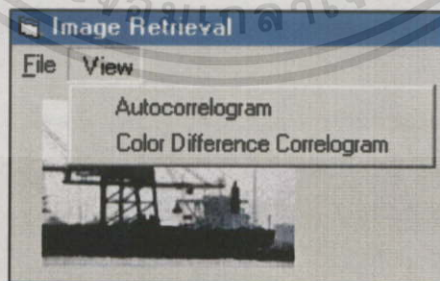 Image Retrieval
File View
Autocorrelogram
Color Difference Correlogram